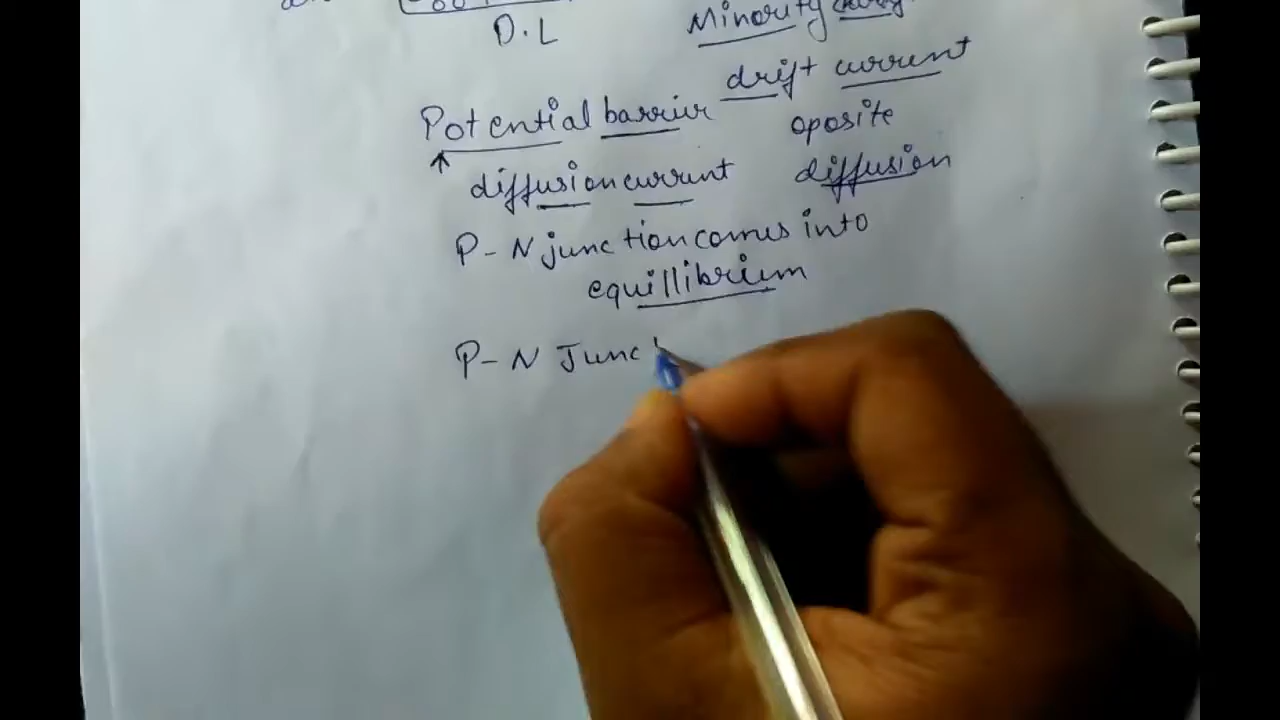 D.L
Minority
drift current
Potential barrier
oposite
diffusion current
diffusion
P-N junction comes into
equillibrium
P-N Junc